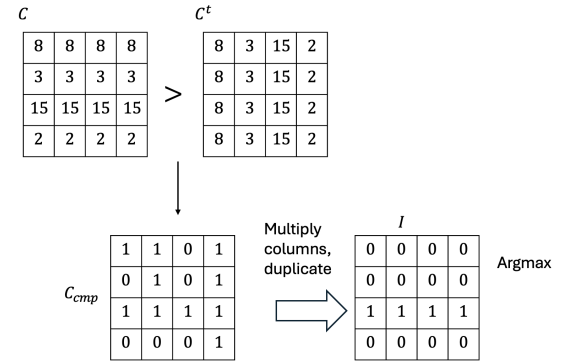 C C^t
8 8 8 8 8 3 15 2
3 3 3 3 8 3 15 2
>
15 15 15 15 8 3 15 2
2 2 2 2 8 3 15 2
Multiply
columns,
duplicate
I
C_cmp
1 1 0 1 0 0 0 0
0 1 0 1 0 0 0 0
1 1 1 1 1 1 1 1
0 0 0 1 0 0 0 0
Argmax